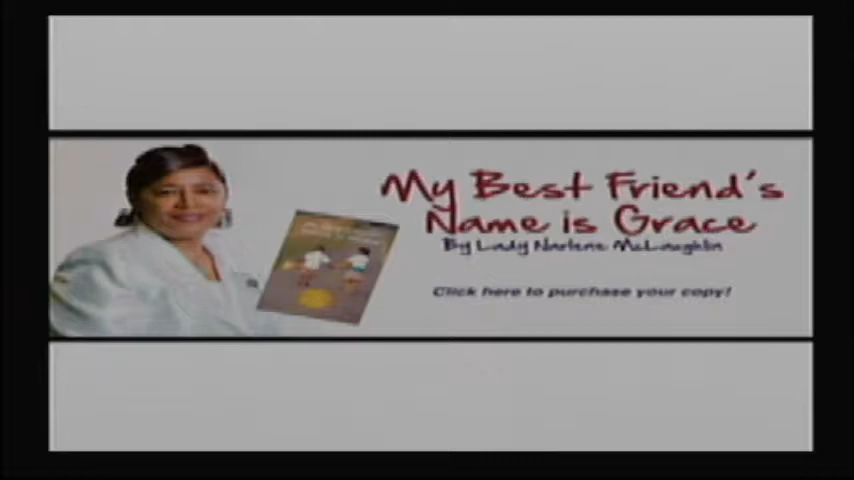 My Best Friend's
Name is Grace
By Lady Narlene McLaughlin
Click here to purchase your copy!